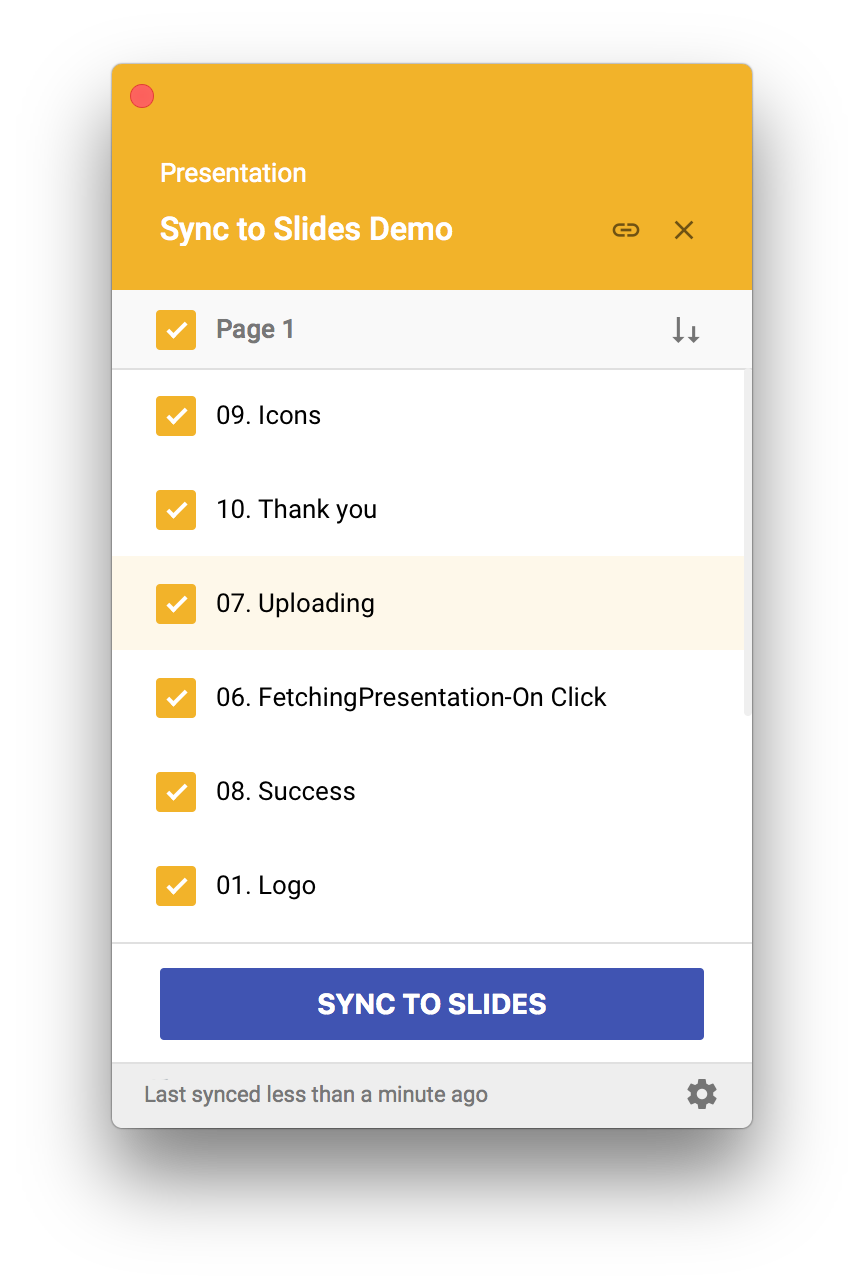 Presentation
Sync to Slides Demo
Page 1
09. Icons
10. Thank you
07. Uploading
06. FetchingPresentation-On Click
08. Success
01. Logo
SYNC TO SLIDES
Last synced less than a minute ago